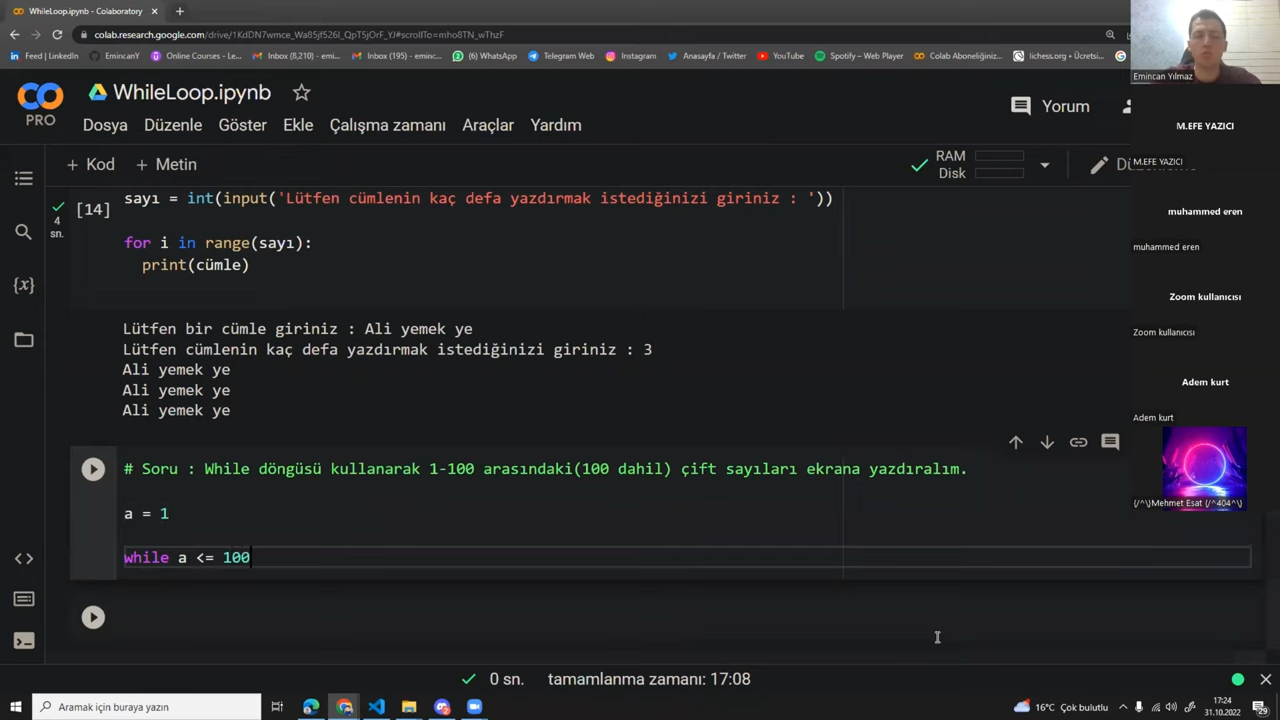 WhileLoop.ipynb - Colaboratory
colab.research.google.com/drive/1KdDN7wmce_Wa85jf526I_QpT5jOrF_YJ#scrollTo=mho8TN_wThzF
Feed | LinkedIn
EmincanY
Online Courses - Le...
Inbox (8,210) - emi...
Inbox (195) - eminc...
(2) WhatsApp
Telegram Web
Instagram
Anasayfa / Twitter
YouTube
Spotify – Web Player
Colab Aboneliğiniz...
lichess.org • Ücretsi...
Emincan Yılmaz
WhileLoop.ipynb
PRO
Yorum
Dosya Düzenle Göster Ekle Çalışma zamanı Araçlar Yardım
M.EFE YAZICI
M.EFE YAZICI
+ Kod + Metin
RAM
Disk
[14]
4
sn.
sayı = int(input('Lütfen cümlenin kaç defa yazdırmak istediğinizi giriniz : '))
for i in range(sayı):
print(cümle)
muhammed eren
muhammed eren
Lütfen bir cümle giriniz : Ali yemek ye
Lütfen cümlenin kaç defa yazdırmak istediğinizi giriniz : 3
Ali yemek ye
Ali yemek ye
Ali yemek ye
Zoom kullanıcısı
Zoom kullanıcısı
Adem kurt
Adem kurt
# Soru : While döngüsü kullanarak 1-100 arasındaki(100 dahil) çift sayıları ekrana yazdıralım.
a = 1
while a <= 100
{/^\}Mehmet Esat {/^404^\}
0 sn. tamamlanma zamanı: 17:08
Aramak için buraya yazın
16°C Çok bulutlu
17:24
31.10.2022
29